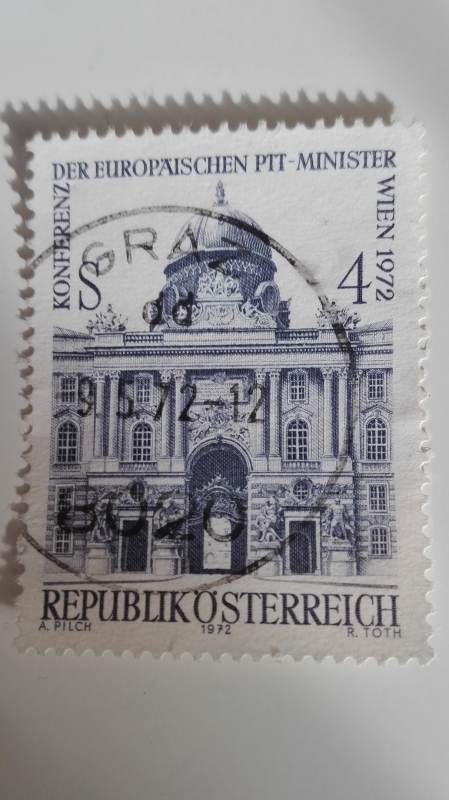 KONFERENZ
DER EUROPÄISCHEN PTT-MINISTER
WIEN 1972
S 4
GRAZ
9.5.72-12
8020
REPUBLIK ÖSTERREICH
A. PILCH 1972 R. TOTH